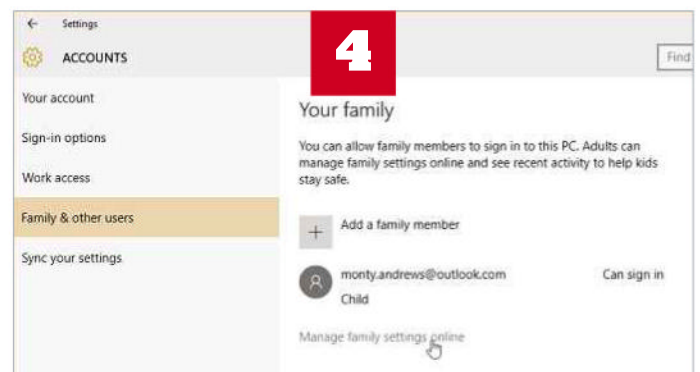 ← Settings
ACCOUNTS
4
Find
Your account
Sign-in options
Work access
Family & other users
Sync your settings
Your family
You can allow family members to sign in to this PC. Adults can
manage family settings online and see recent activity to help kids
stay safe.
+ Add a family member
monty.andrews@outlook.com Can sign in
Child
Manage family settings online